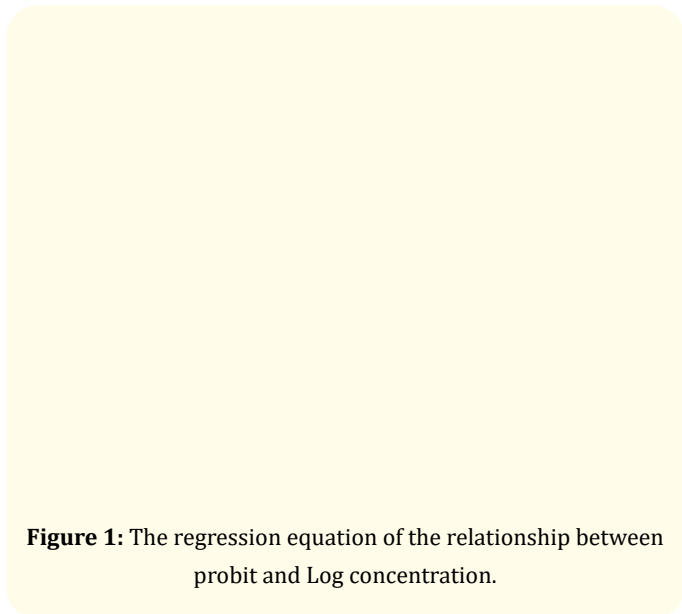 Figure 1: The regression equation of the relationship between
probit and Log concentration.